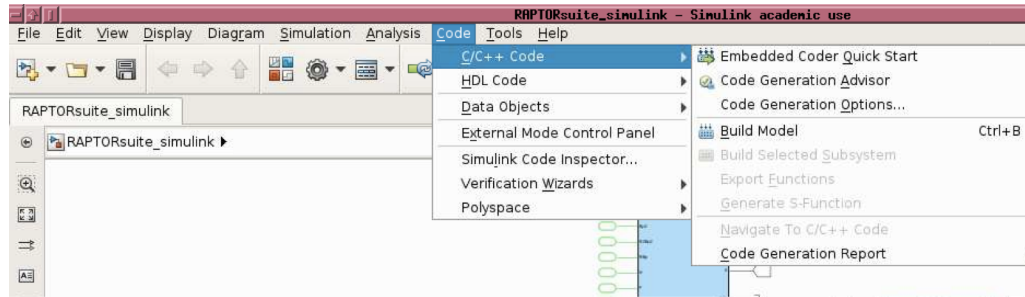 RAPTORsuite_simulink - Simulink academic use
File Edit View Display Diagram Simulation Analysis Code Tools Help
C/C++ Code
HDL Code
Data Objects
External Mode Control Panel
Simulink Code Inspector...
Verification Wizards
Polyspace
Embedded Coder Quick Start
Code Generation Advisor
Code Generation Options...
Build Model Ctrl+B
Build Selected Subsystem
Export Functions
Generate S-Function
Navigate To C/C++ Code
Code Generation Report
RAPTORsuite_simulink
RAPTORsuite_simulink